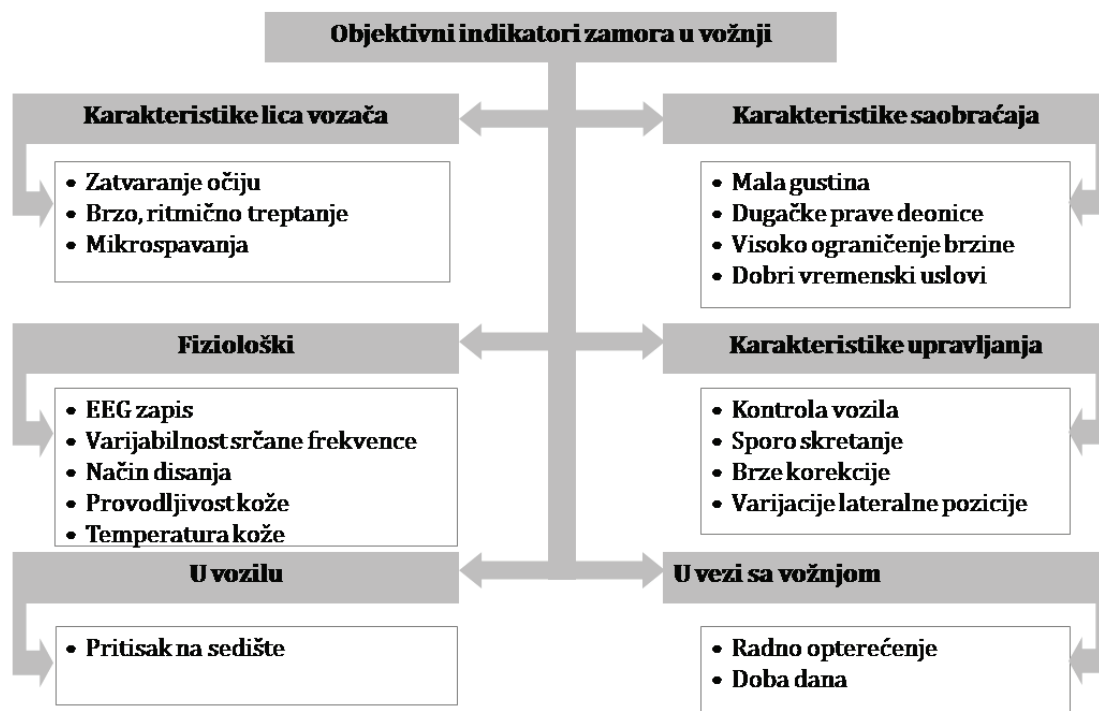 Objektivni indikatori zamora u vožnji
Karakteristike lica vozača
• Zatvaranje očiju
• Brzo, ritmično treptanje
• Mikrospavanja
Karakteristike saobraćaja
• Mala gustina
• Dugačke prave deonice
• Visoko ograničenje brzine
• Dobri vremenski uslovi
Fiziološki
• EEG zapis
• Varijabilnost srčane frekvence
• Način disanja
• Provodljivost kože
• Temperatura kože
Karakteristike upravljanja
• Kontrola vozila
• Sporo skretanje
• Brze korekcije
• Varijacije lateralne pozicije
U vozilu
• Pritisak na sedište
U vezi sa vožnjom
• Radno opterećenje
• Doba dana